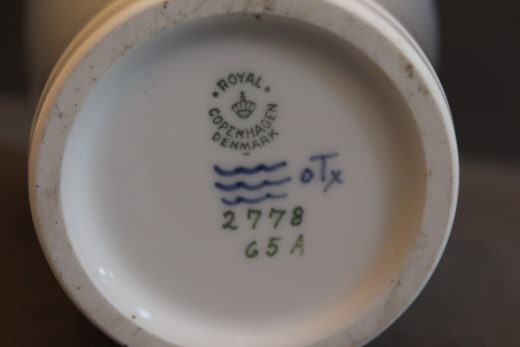 ROYAL
COPENHAGEN
DENMARK
oTx
2778
65A